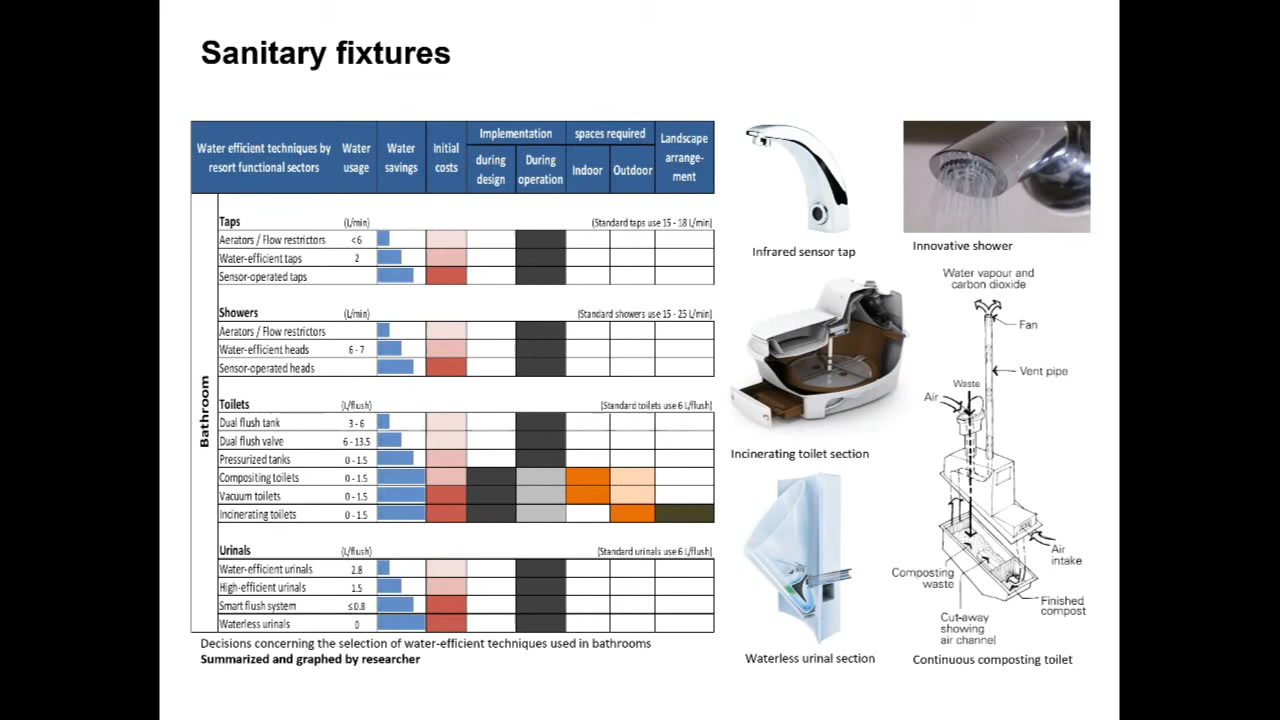 Sanitary fixtures
Water efficient techniques by resort functional sectors
Water usage
Water savings
Initial costs
Implementation
during design
During operation
spaces required
Indoor
Outdoor
Landscape arrange-ment
Bathroom
Taps (L/min) (Standard taps use 15 - 18 L/min)
Aerators / Flow restrictors <6
Water-efficient taps 2
Sensor-operated taps
Showers (L/min) (Standard showers use 15 - 25 L/min)
Aerators / Flow restrictors
Water-efficient heads 6 - 7
Sensor-operated heads
Toilets (L/flush) (Standard toilets use 6 L/flush)
Dual flush tank 3 - 6
Dual flush valve 6 - 13.5
Pressurized tanks 0 - 1.5
Compositing toilets 0 - 1.5
Vacuum toilets 0 - 1.5
Incinerating toilets 0 - 1.5
Urinals (L/flush) (Standard urinals use 6 L/flush)
Water-efficient urinals 2.8
High-efficient urinals 1.5
Smart flush system ≤0.8
Waterless urinals 0
Decisions concerning the selection of water-efficient techniques used in bathrooms
Summarized and graphed by researcher
Infrared sensor tap
Innovative shower
Incinerating toilet section
Waterless urinal section
Water vapour and
carbon dioxide
Fan
Vent pipe
Waste
Air
Air
intake
Composting
waste
Finished
compost
Cut-away
showing
air channel
Continuous composting toilet